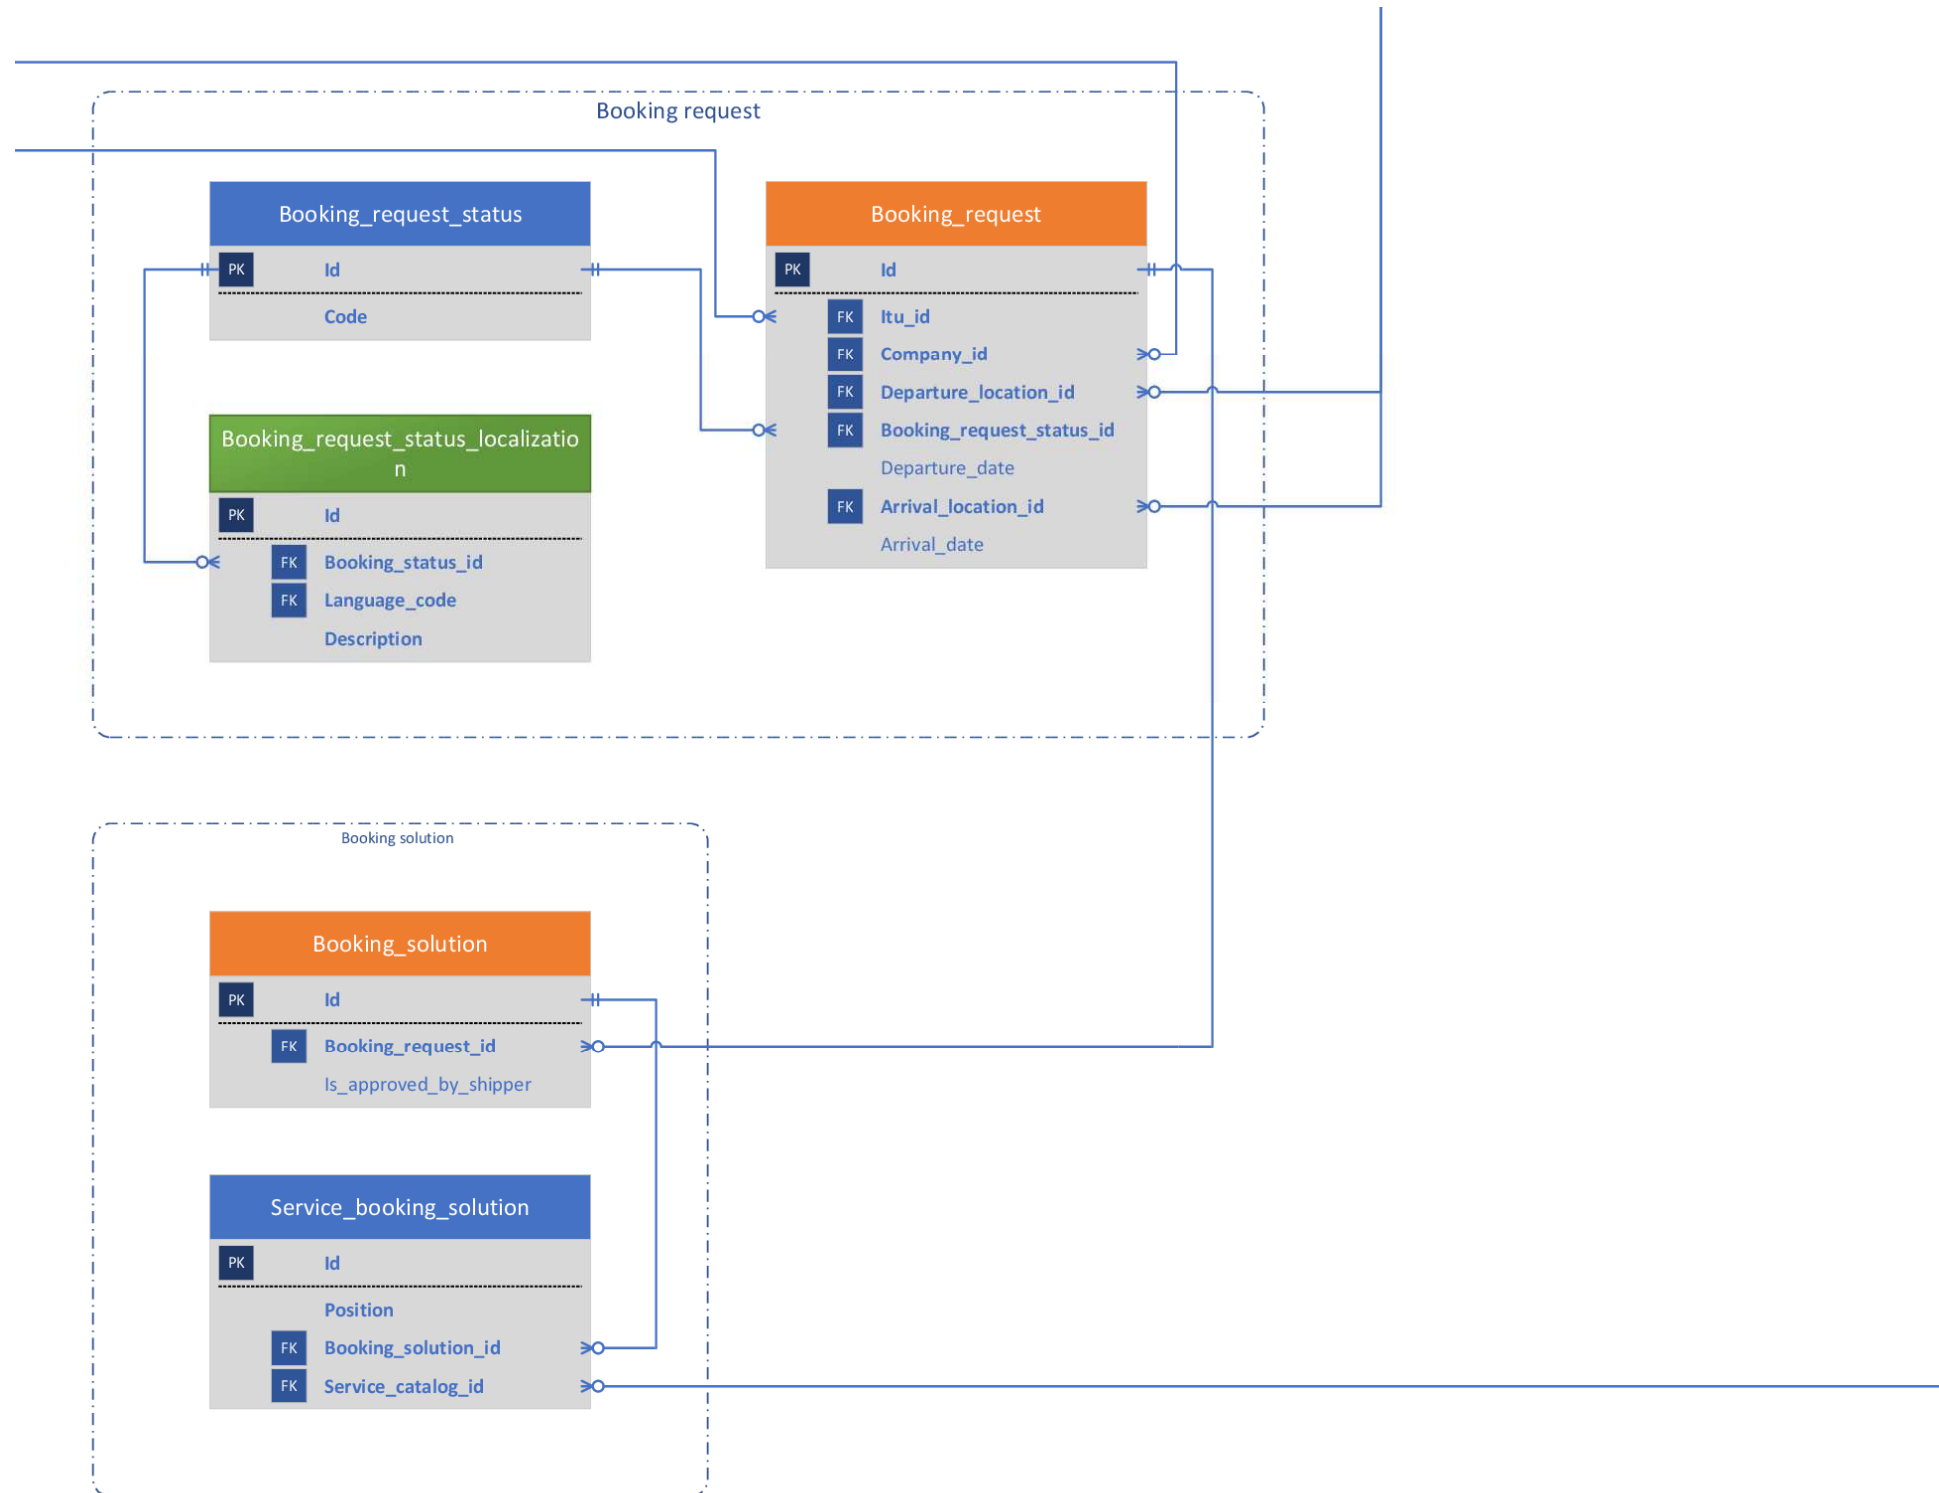 Booking request
Booking_request_status
PK Id
Code
Booking_request_status_localizatio
n
PK Id
FK Booking_status_id
FK Language_code
Description
Booking_request
PK Id
FK Itu_id
FK Company_id
FK Departure_location_id
FK Booking_request_status_id
Departure_date
FK Arrival_location_id
Arrival_date
Booking solution
Booking_solution
PK Id
FK Booking_request_id
Is_approved_by_shipper
Service_booking_solution
PK Id
Position
FK Booking_solution_id
FK Service_catalog_id